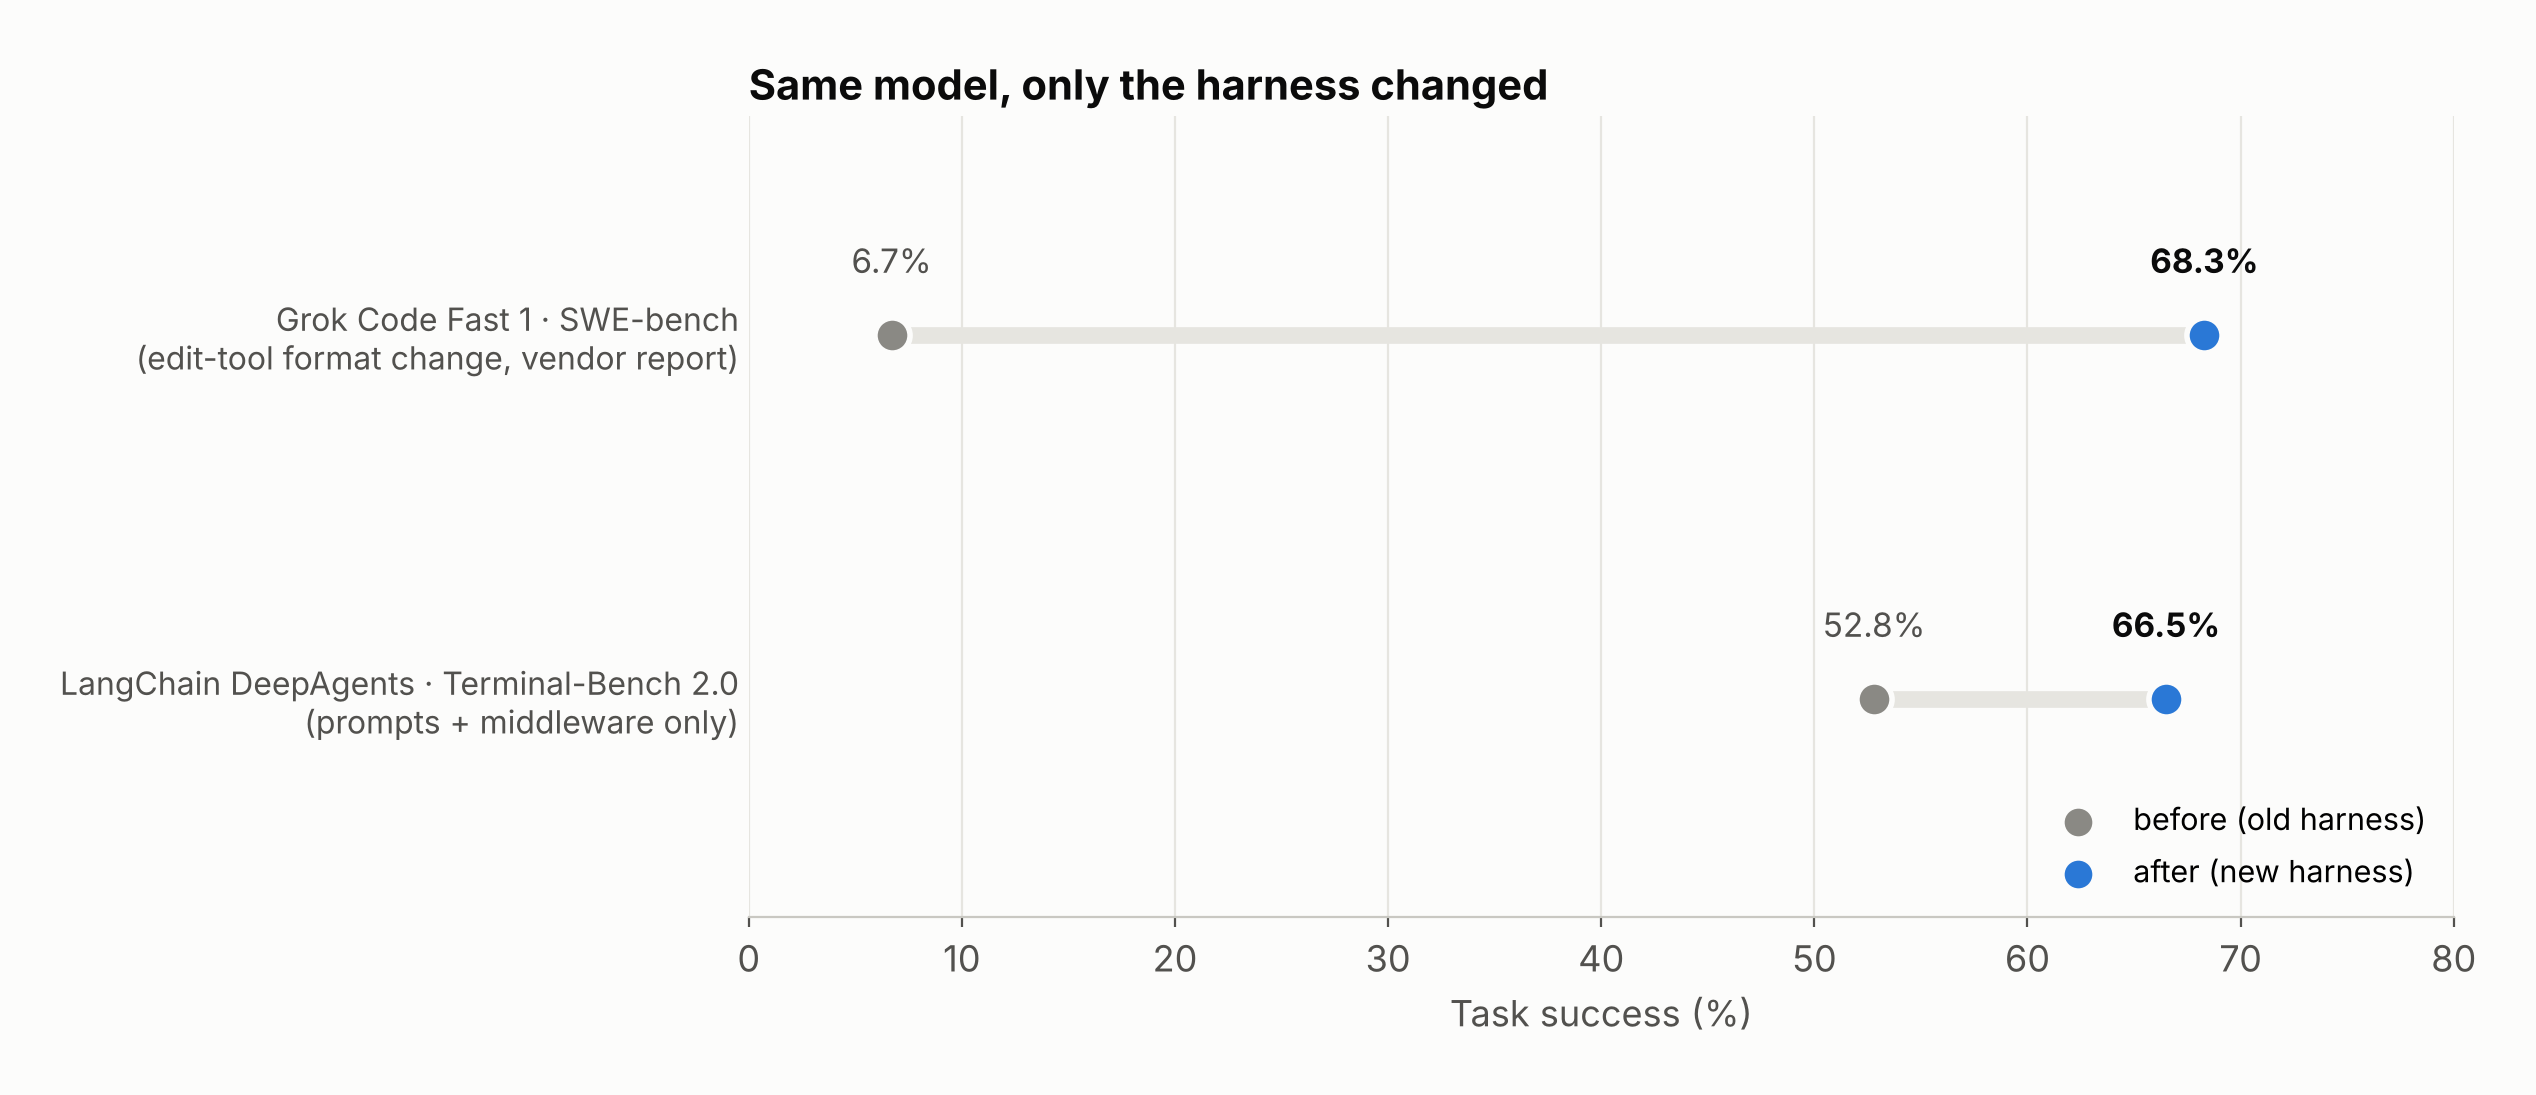 Same model, only the harness changed
6.7%
68.3%
Grok Code Fast 1 · SWE-bench
(edit-tool format change, vendor report)
52.8%
66.5%
LangChain DeepAgents · Terminal-Bench 2.0
(prompts + middleware only)
before (old harness)
after (new harness)
0 10 20 30 40 50 60 70 80
Task success (%)